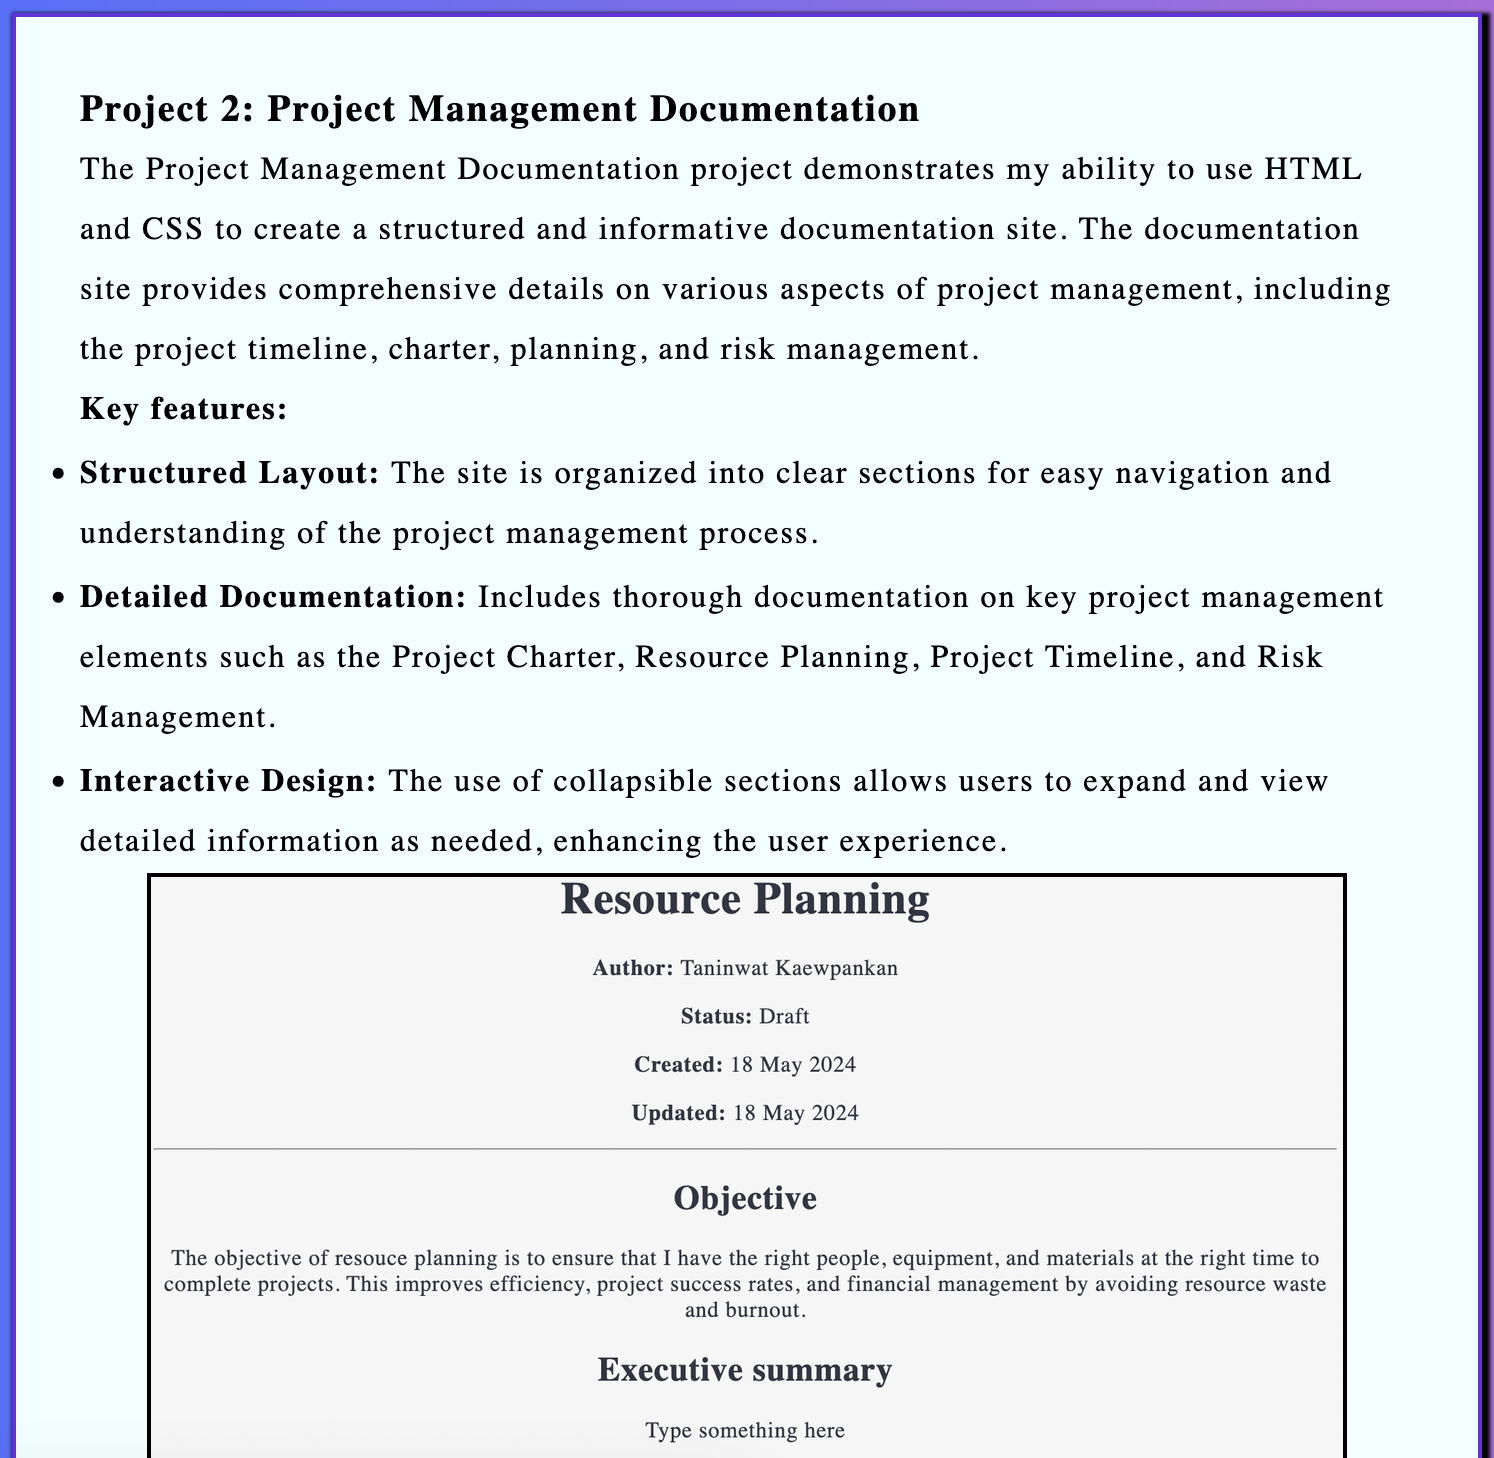 Project 2: Project Management Documentation
The Project Management Documentation project demonstrates my ability to use HTML
and CSS to create a structured and informative documentation site. The documentation
site provides comprehensive details on various aspects of project management, including
the project timeline, charter, planning, and risk management.
Key features:
• Structured Layout: The site is organized into clear sections for easy navigation and
understanding of the project management process.
• Detailed Documentation: Includes thorough documentation on key project management
elements such as the Project Charter, Resource Planning, Project Timeline, and Risk
Management.
• Interactive Design: The use of collapsible sections allows users to expand and view
detailed information as needed, enhancing the user experience.
Resource Planning
Author: Taninwat Kaewpankan
Status: Draft
Created: 18 May 2024
Updated: 18 May 2024
Objective
The objective of resouce planning is to ensure that I have the right people, equipment, and materials at the right time to
complete projects. This improves efficiency, project success rates, and financial management by avoiding resource waste
and burnout.
Executive summary
Type something here